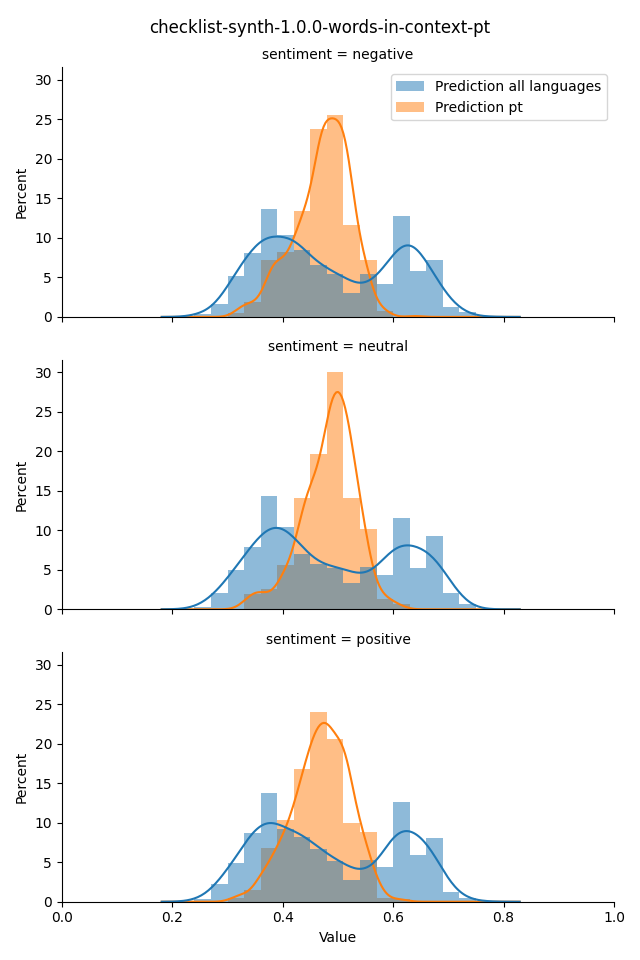 checklist-synth-1.0.0-words-in-context-pt
sentiment = negative
Prediction all languages
Prediction pt
30
25
20
15
10
5
0
Percent
sentiment = neutral
30
25
20
15
10
5
0
Percent
sentiment = positive
30
25
20
15
10
5
0
Percent
0.0 0.2 0.4 0.6 0.8 1.0
Value